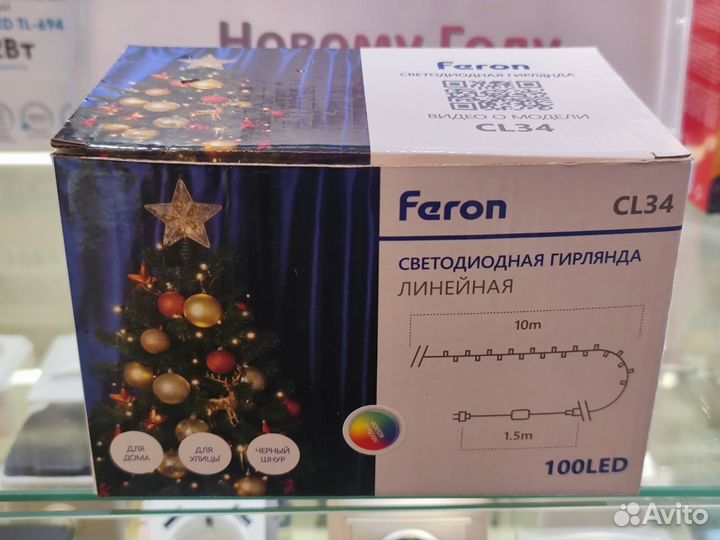 ED TL-694
2Вт
Новому Году
Feron
СВЕТОДИОДНАЯ ГИРЛЯНДА
ВИДЕО О МОДЕЛИ
CL34
Feron
CL34
СВЕТОДИОДНАЯ ГИРЛЯНДА
ЛИНЕЙНАЯ
10m
1.5m
100LED
ДЛЯ
ДОМА
ДЛЯ
УЛИЦЫ
ЧЕРНЫЙ
ШНУР
Avito